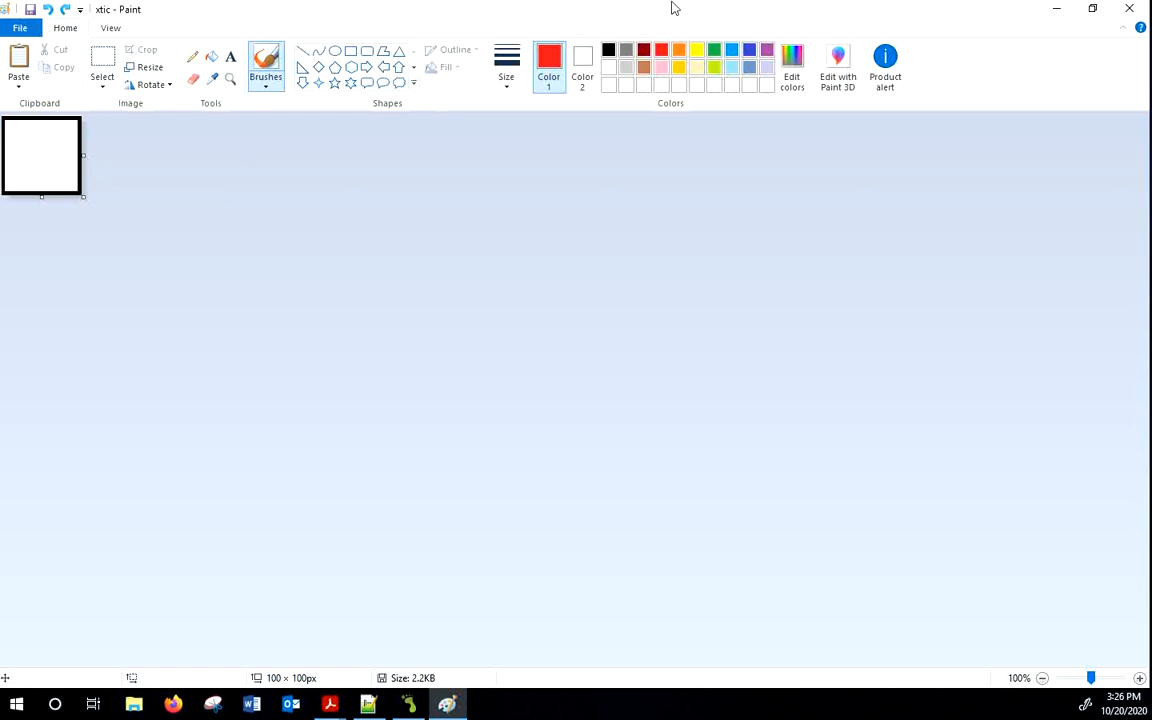 xtic - Paint
File Home View
Paste
Cut
Copy
Clipboard
Select
Crop
Resize
Rotate
Image
A
Tools
Brushes
Shapes
Outline
Fill
Size
Color 1
Color 2
Edit colors
Colors
Edit with Paint 3D
Product alert
100 × 100px
Size: 2.2KB
100%
3:26 PM
10/20/2020